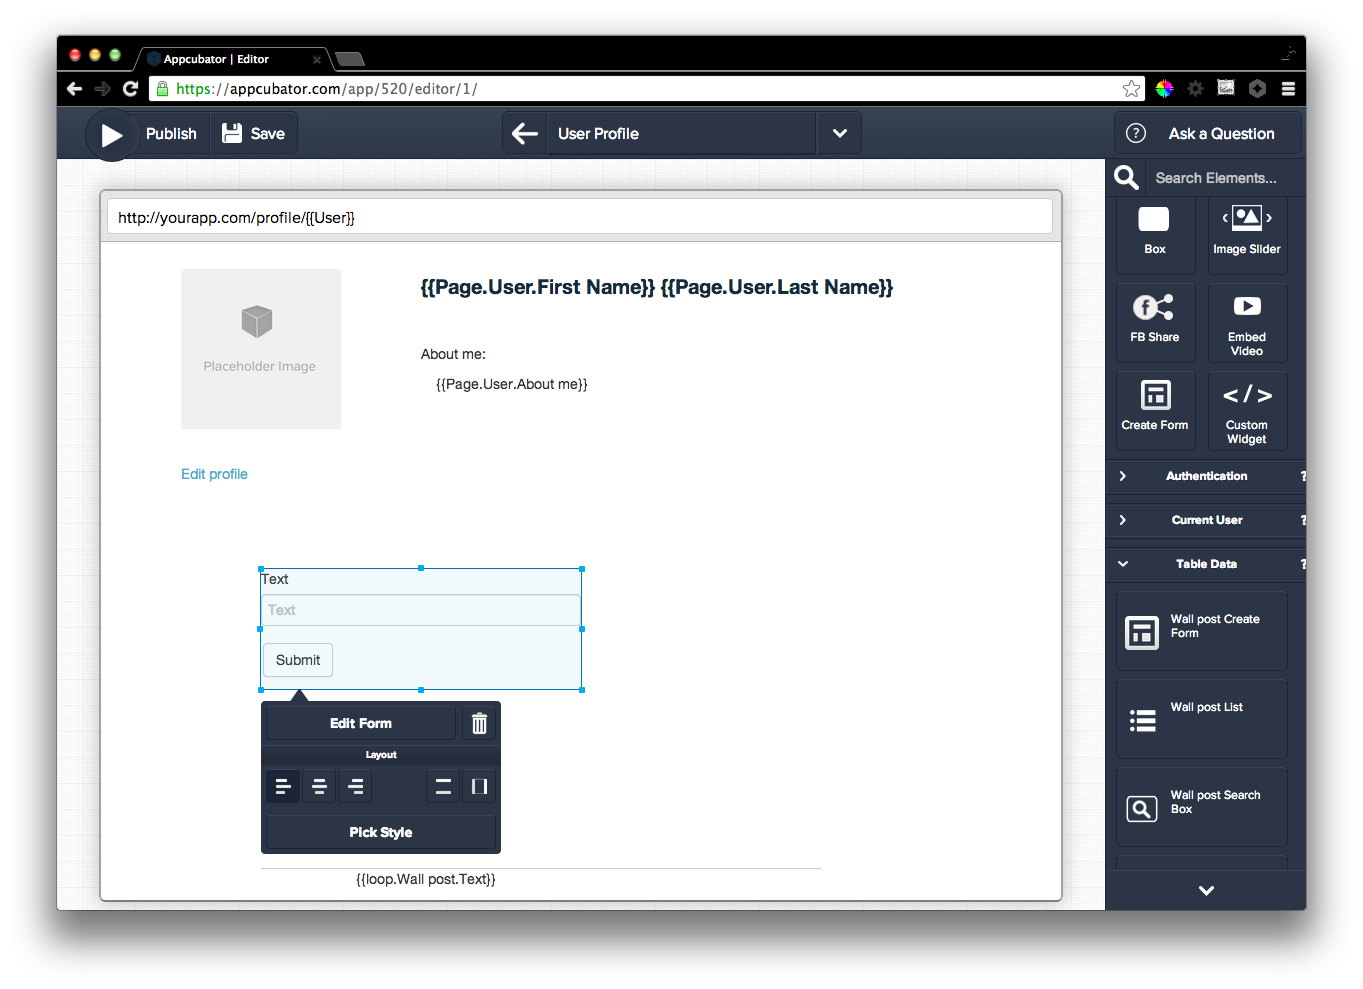 Appcubator | Editor
https://appcubator.com/app/520/editor/1/
Publish
Save
User Profile
? Ask a Question
Search Elements...
http://yourapp.com/profile/{{User}}
Placeholder Image
{{Page.User.First Name}} {{Page.User.Last Name}}
About me:
{{Page.User.About me}}
Edit profile
Text
Text
Submit
Edit Form
Layout
Pick Style
{{loop.Wall post.Text}}
Box
Image Slider
FB Share
Embed
Video
Create Form
</>
Custom
Widget
Authentication ?
Current User ?
Table Data ?
Wall post Create
Form
Wall post List
Wall post Search
Box